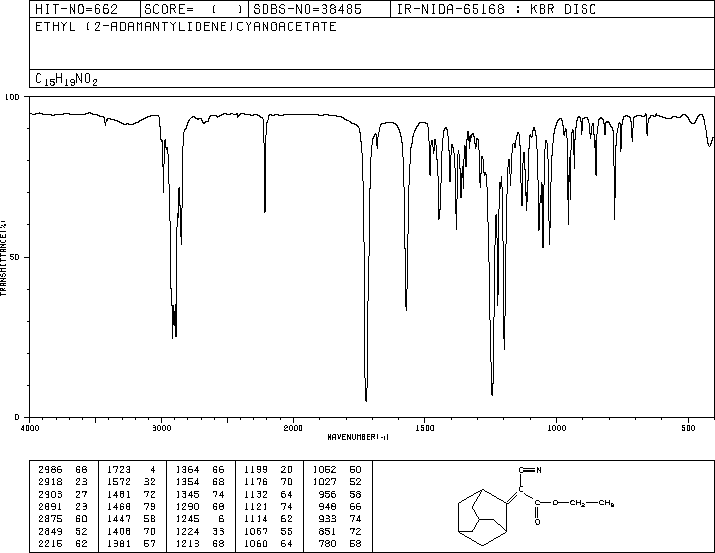 HIT-NO=662 SCORE= ( ) SDBS-NO=38485 IR-NIDA-65168 : KBR DISC
ETHYL (2-ADAMANTYLIDENE)CYANOACETATE
C15H19NO2
100
50
0
TRANSMITTANCE(%)
4000 3000 2000 1500 1000 500
WAVENUMBER(-1)
2986 68 1723 4 1364 66 1199 20 1052 50
2918 23 1572 32 1354 68 1176 70 1027 52
2903 27 1481 72 1345 74 1132 64 956 58
2891 23 1468 79 1290 68 1121 74 948 66
2875 60 1447 58 1245 6 1114 62 933 74
2849 52 1408 70 1224 33 1067 55 851 72
2215 62 1381 57 1213 68 1060 64 780 58
C N
C C O CH2 CH3
O